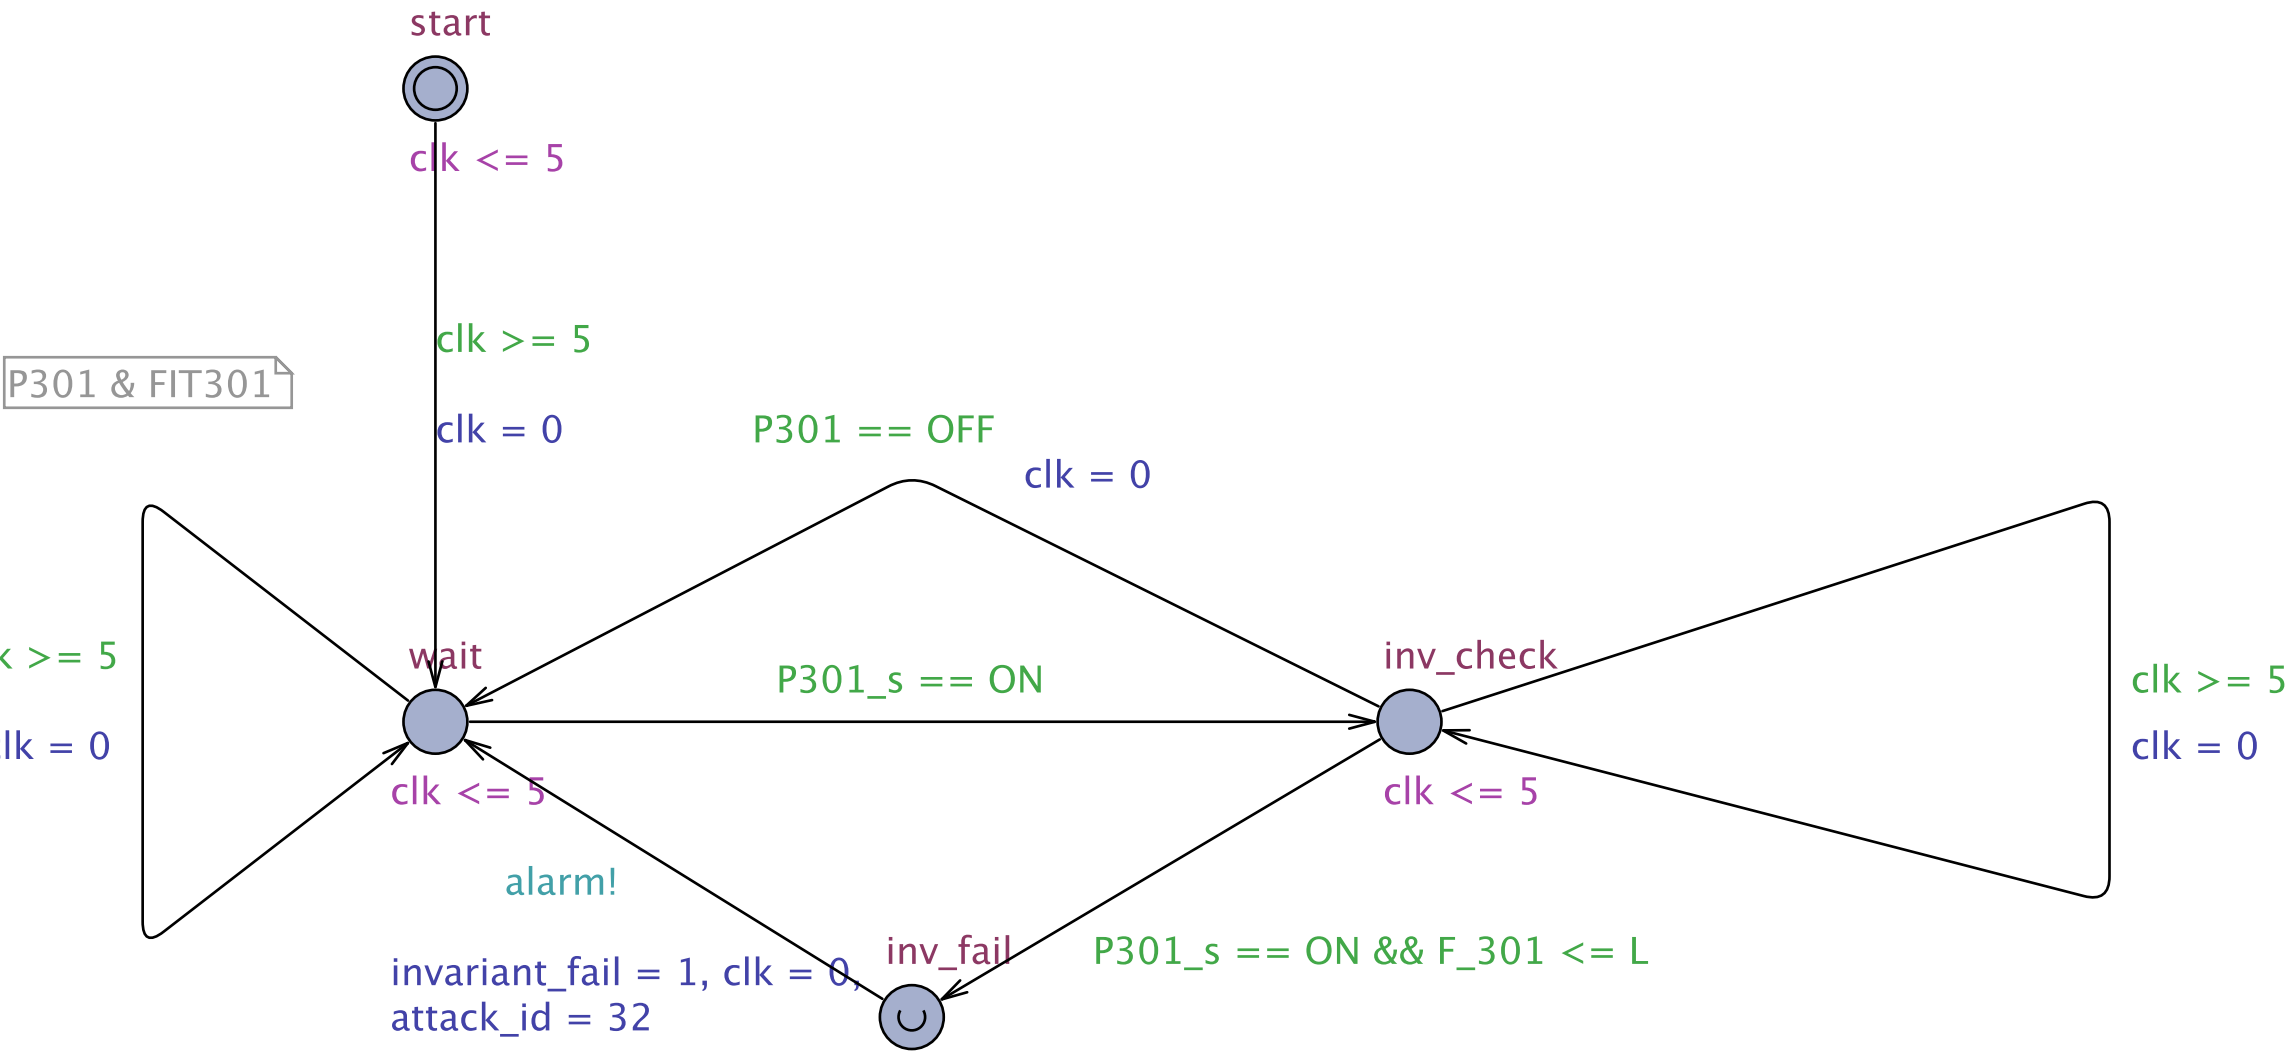 start
clk <= 5
clk >= 5
P301 & FIT301
clk = 0
P301 == OFF
clk = 0
wait
inv_check
k >= 5
P301_s == ON
clk >= 5
lk = 0
clk = 0
clk <= 5
clk <= 5
alarm!
inv_fail
P301_s == ON && F_301 <= L
invariant_fail = 1, clk = 0,
attack_id = 32